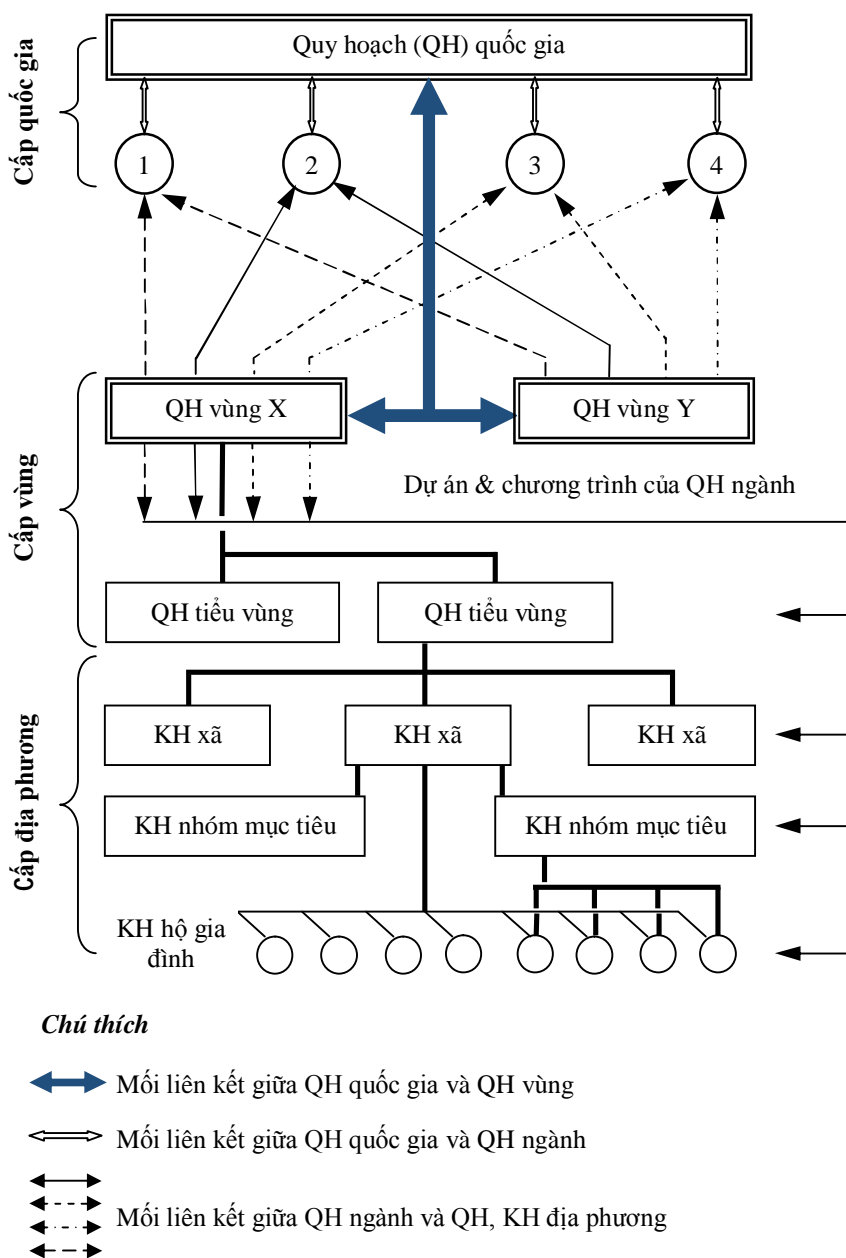 Cấp quốc gia
Quy hoạch (QH) quốc gia
1
2
3
4
Cấp vùng
QH vùng X
QH vùng Y
Dự án & chương trình của QH ngành
QH tiểu vùng
QH tiểu vùng
Cấp địa phương
KH xã
KH xã
KH xã
KH nhóm mục tiêu
KH nhóm mục tiêu
KH hộ gia
đình
Chú thích
Mối liên kết giữa QH quốc gia và QH vùng
Mối liên kết giữa QH quốc gia và QH ngành
Mối liên kết giữa QH ngành và QH, KH địa phương